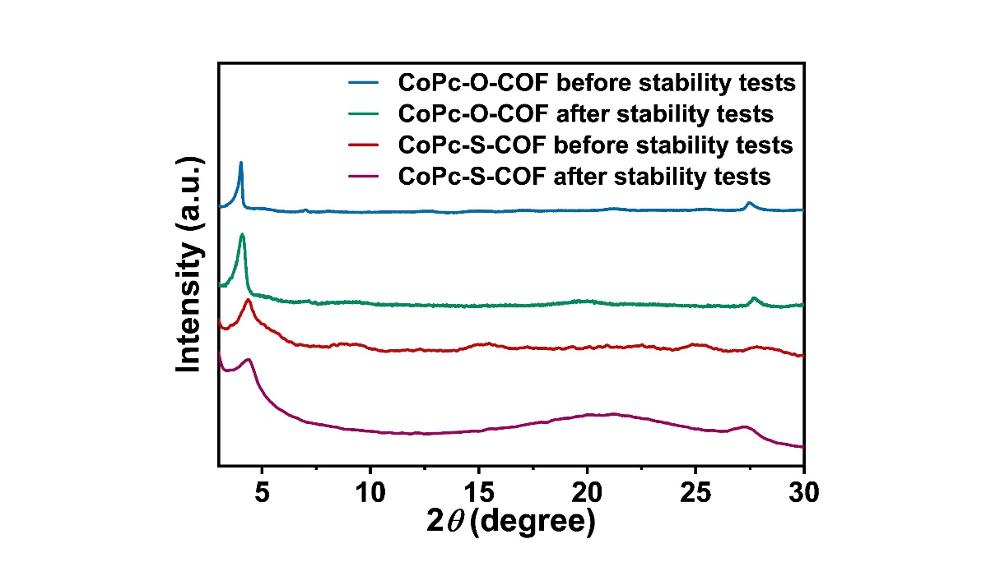 CoPc-O-COF before stability tests
CoPc-O-COF after stability tests
CoPc-S-COF before stability tests
CoPc-S-COF after stability tests
Intensity (a.u.)
5 10 15 20 25 30
2θ (degree)